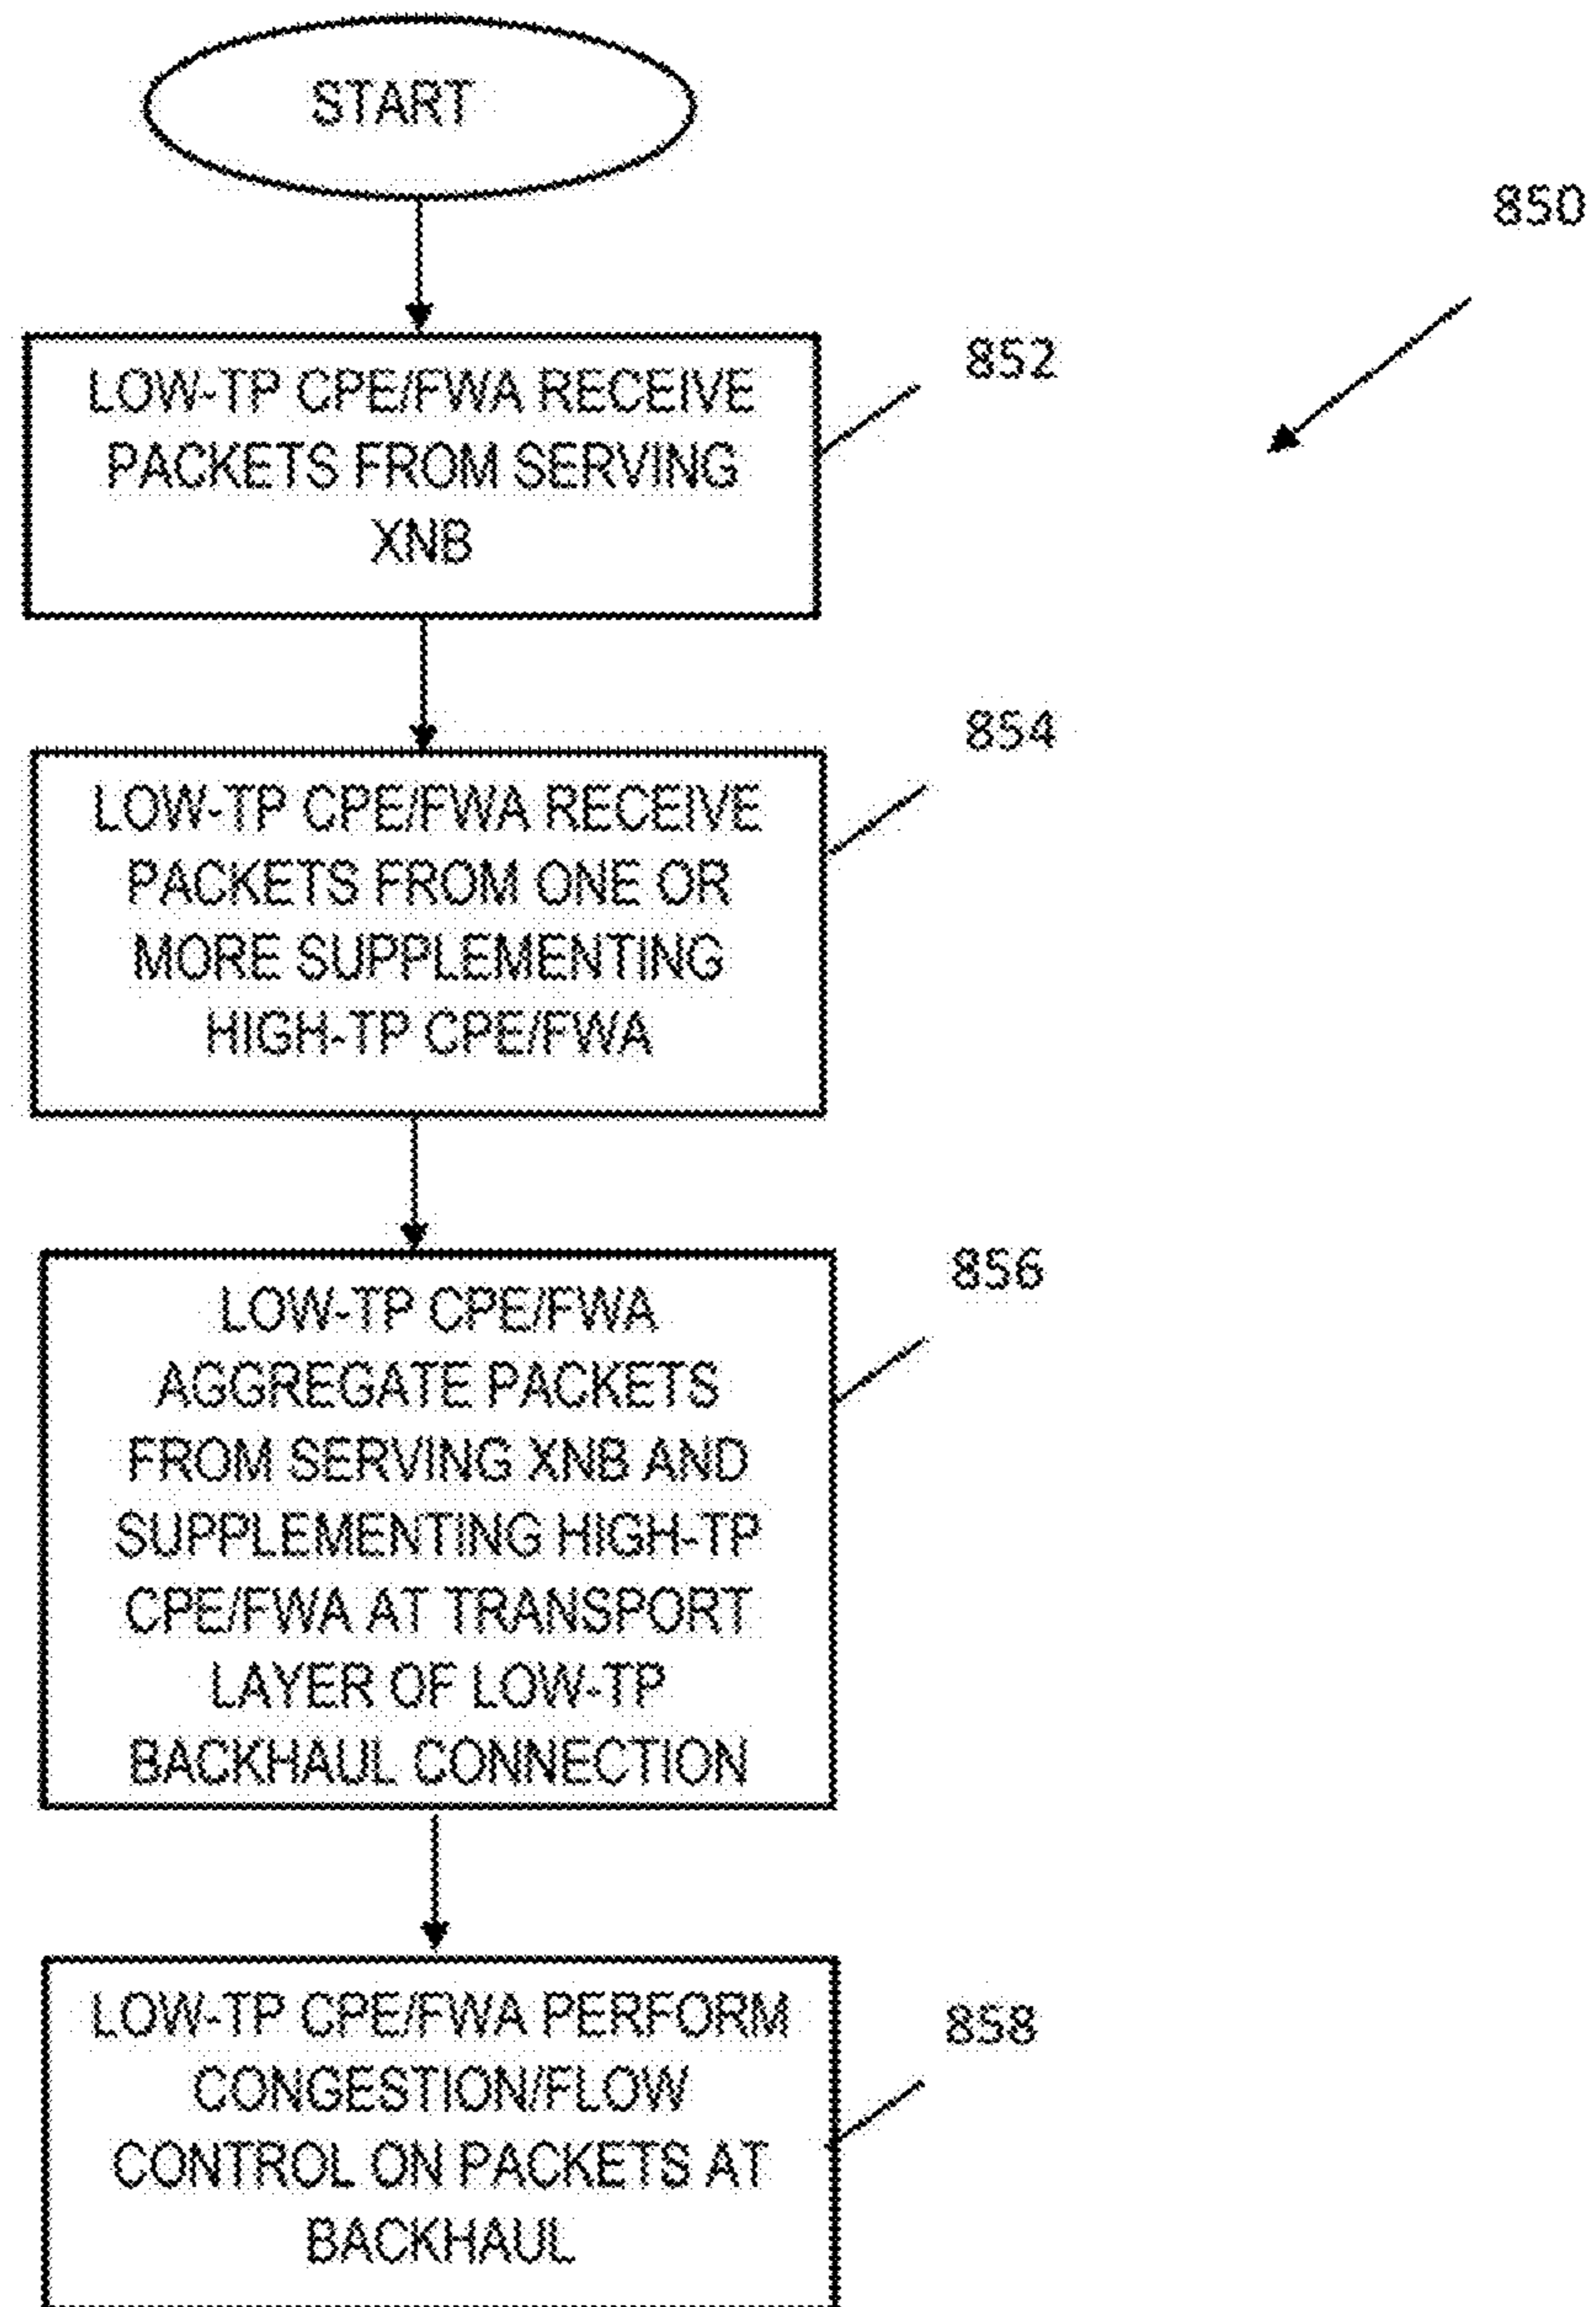 START
850
LOW-TP CPE/FWA RECEIVE
PACKETS FROM SERVING
XNB
852
LOW-TP CPE/FWA RECEIVE
PACKETS FROM ONE OR
MORE SUPPLEMENTING
HIGH-TP CPE/FWA
854
LOW-TP CPE/FWA
AGGREGATE PACKETS
FROM SERVING XNB AND
SUPPLEMENTING HIGH-TP
CPE/FWA AT TRANSPORT
LAYER OF LOW-TP
BACKHAUL CONNECTION
856
LOW-TP CPE/FWA PERFORM
CONGESTION/FLOW
CONTROL ON PACKETS AT
BACKHAUL
858